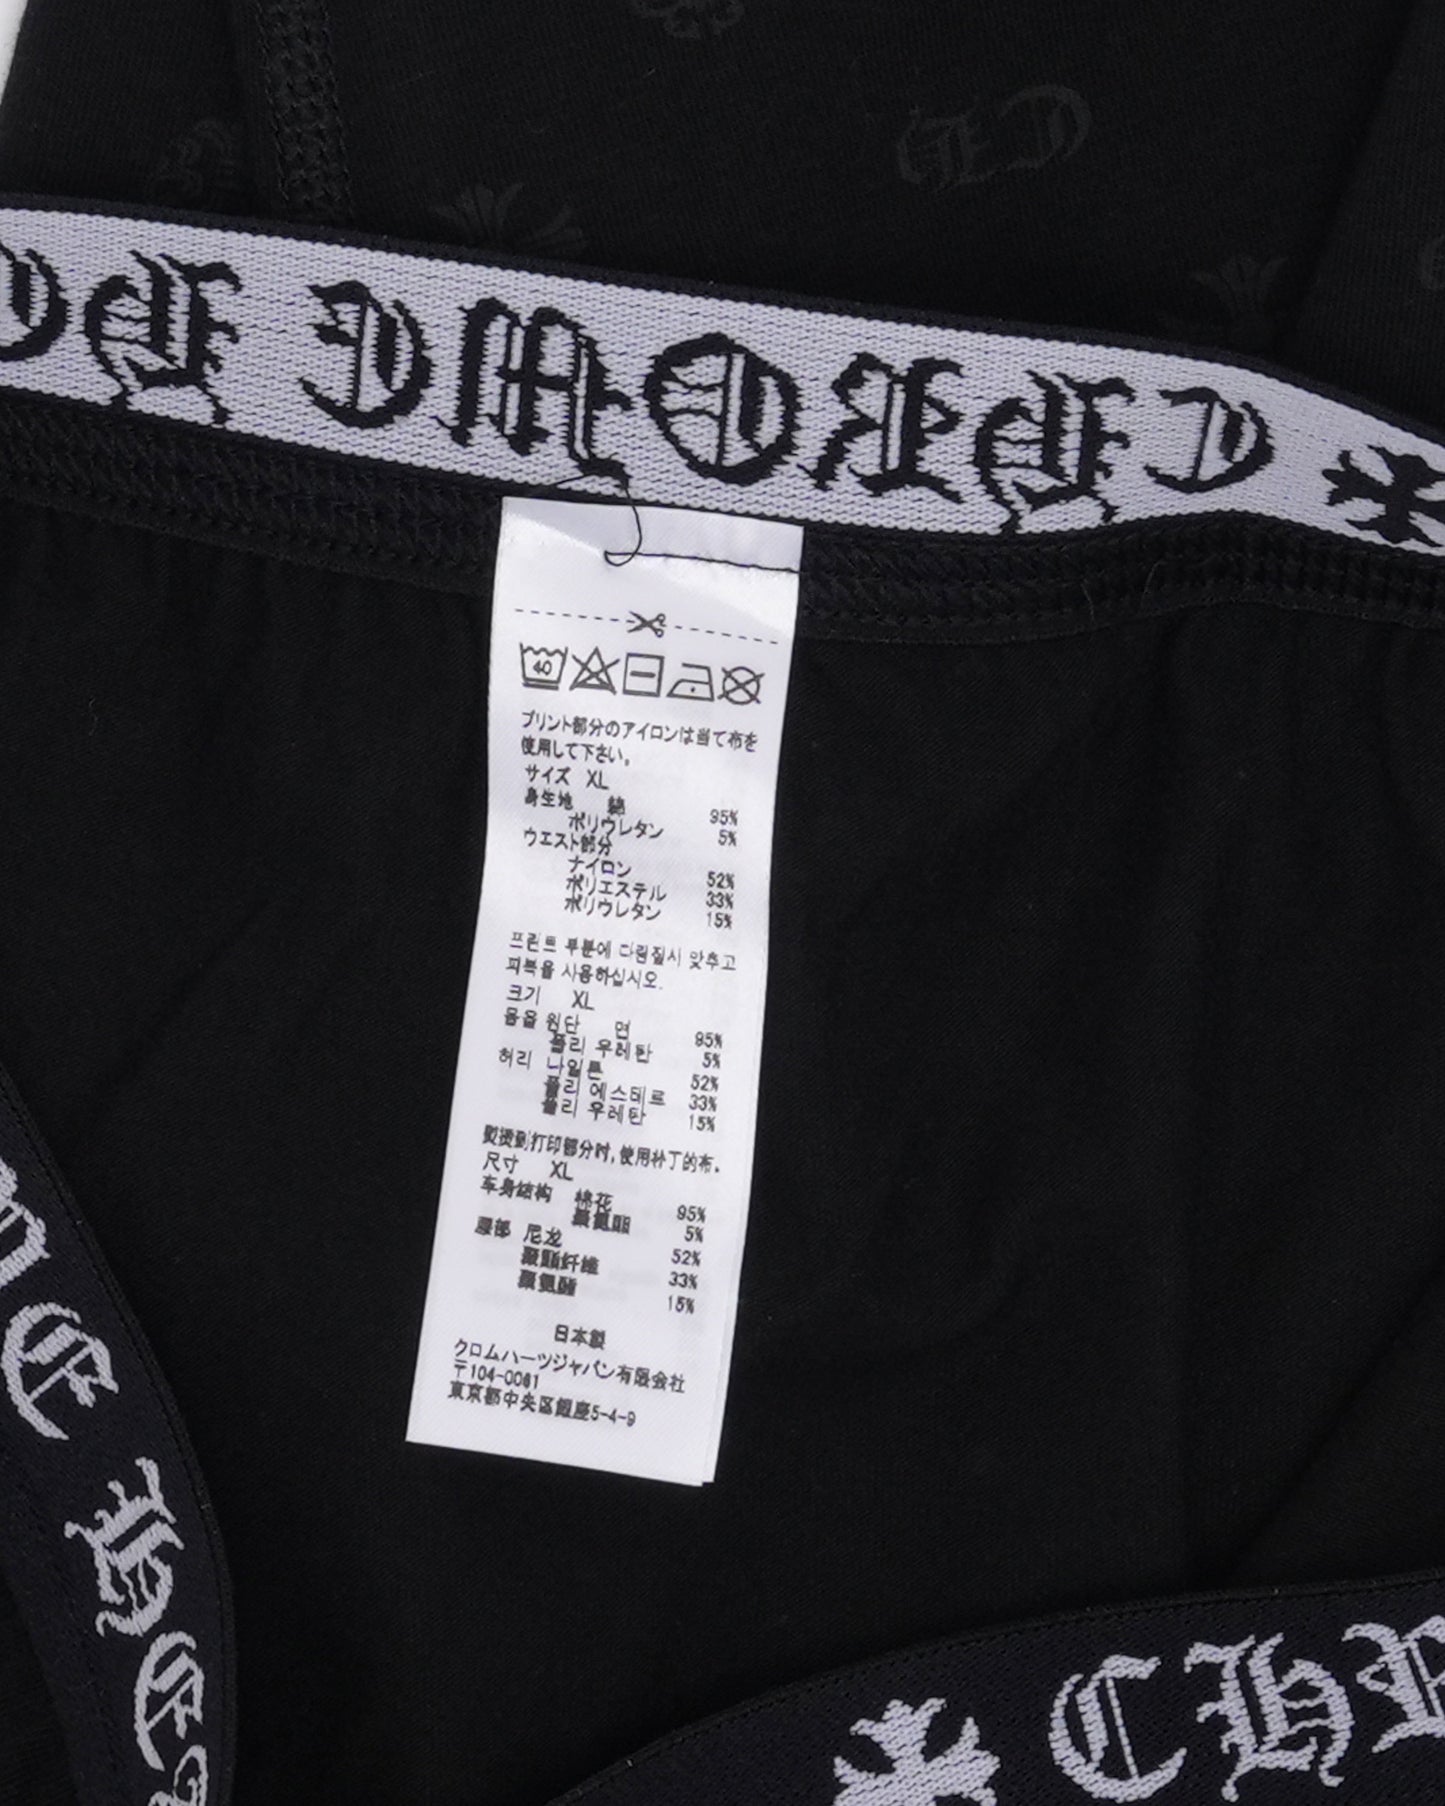 CHROME HE
40
プリント部分のアイロンは当て布を
使用して下さい。
サイズ XL
身生地 綿 95%
ポリウレタン 5%
ウエスト部分
ナイロン 52%
ポリエステル 33%
ポリウレタン 15%
프린트 부분에 다림질시 맞추고
피복을 사용하십시오.
크기 XL
몸을 원단 면 95%
폴리 우레탄 5%
허리 나일론 52%
폴리 에스테르 33%
폴리 우레탄 15%
熨烫到打印部分时,使用补丁的布。
尺寸 XL
车身结构 棉花 95%
聚氨酯 5%
腰部 尼龙 52%
聚酯纤维 33%
聚氨酯 15%
日本製
クロムハーツジャパン有限会社
〒104-0061
東京都中央区銀座5-4-9
ME HEA
CHR